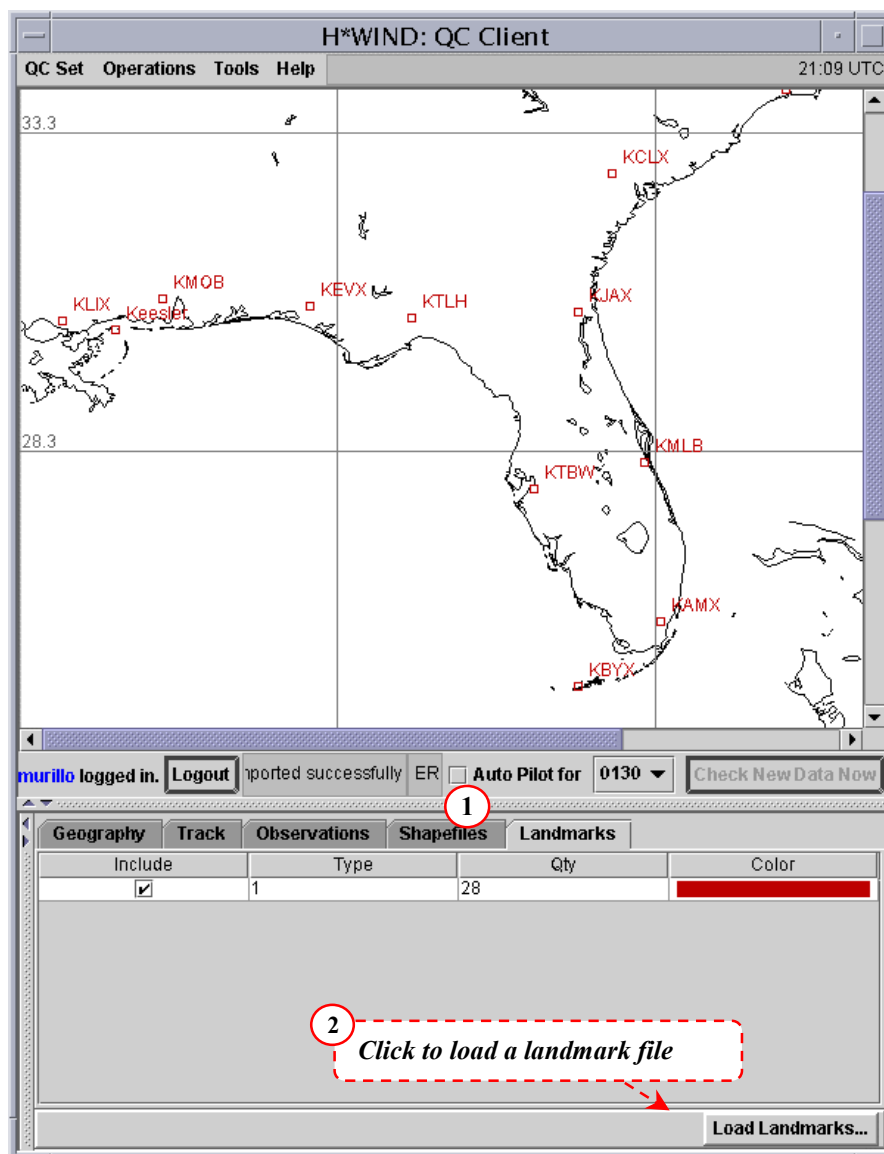 H*WIND: QC Client
QC Set Operations Tools Help 21:09 UTC
33.3
KCLX
KMOB
KEVX
KLIX
Keesler
KTLH
KJAX
28.3
KMLB
KTBW
KAMX
KBYX
murillo logged in. Logout ported successfully ER Auto Pilot for 0130 Check New Data Now
1
Geography Track Observations Shapefiles Landmarks
Include Type Qty Color
1 28
2
Click to load a landmark file
Load Landmarks...